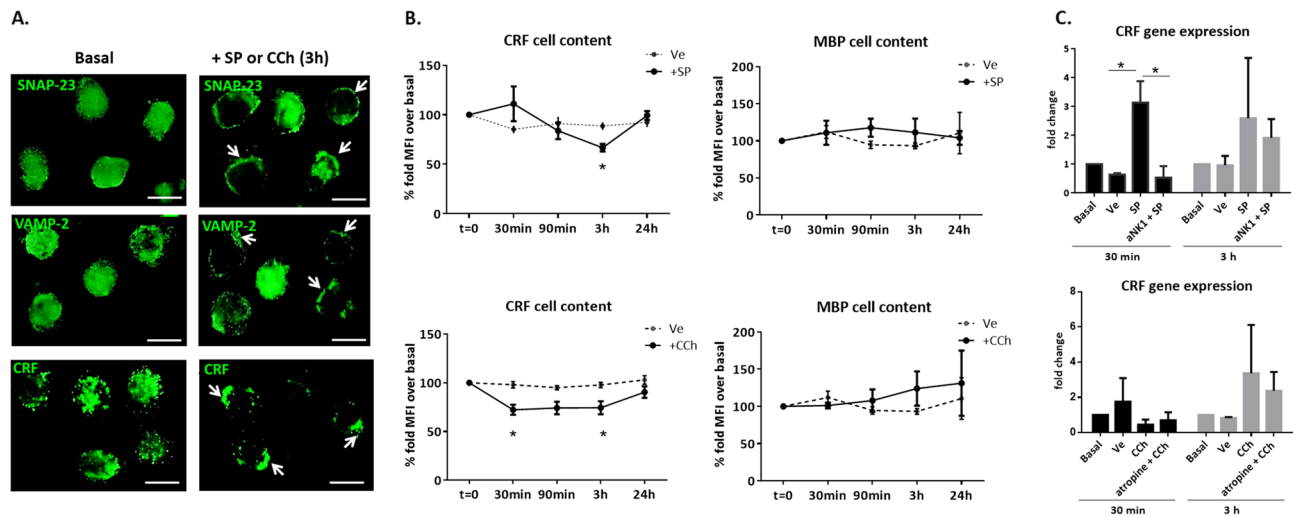 A.
Basal
+ SP or CCh (3h)
SNAP-23
SNAP-23
VAMP-2
VAMP-2
CRF
CRF
B.
CRF cell content
Ve
+SP
% fold MFI over basal
150
100
50
0
t=0 30min 90min 3h 24h
*
MBP cell content
Ve
+SP
% fold MFI over basal
200
150
100
50
0
t=0 30min 90min 3h 24h
CRF cell content
Ve
+CCh
% fold MFI over basal
150
100
50
0
t=0 30min 90min 3h 24h
* *
MBP cell content
Ve
+CCh
% fold MFI over basal
200
150
100
50
0
t=0 30min 90min 3h 24h
C.
CRF gene expression
fold change
5
4
3
2
1
0
* *
Basal Ve SP aNK1 + SP Basal Ve SP aNK1 + SP
30 min 3 h
CRF gene expression
fold change
8
6
4
2
0
Basal Ve CCh atropine + CCh Basal Ve CCh atropine + CCh
30 min 3 h